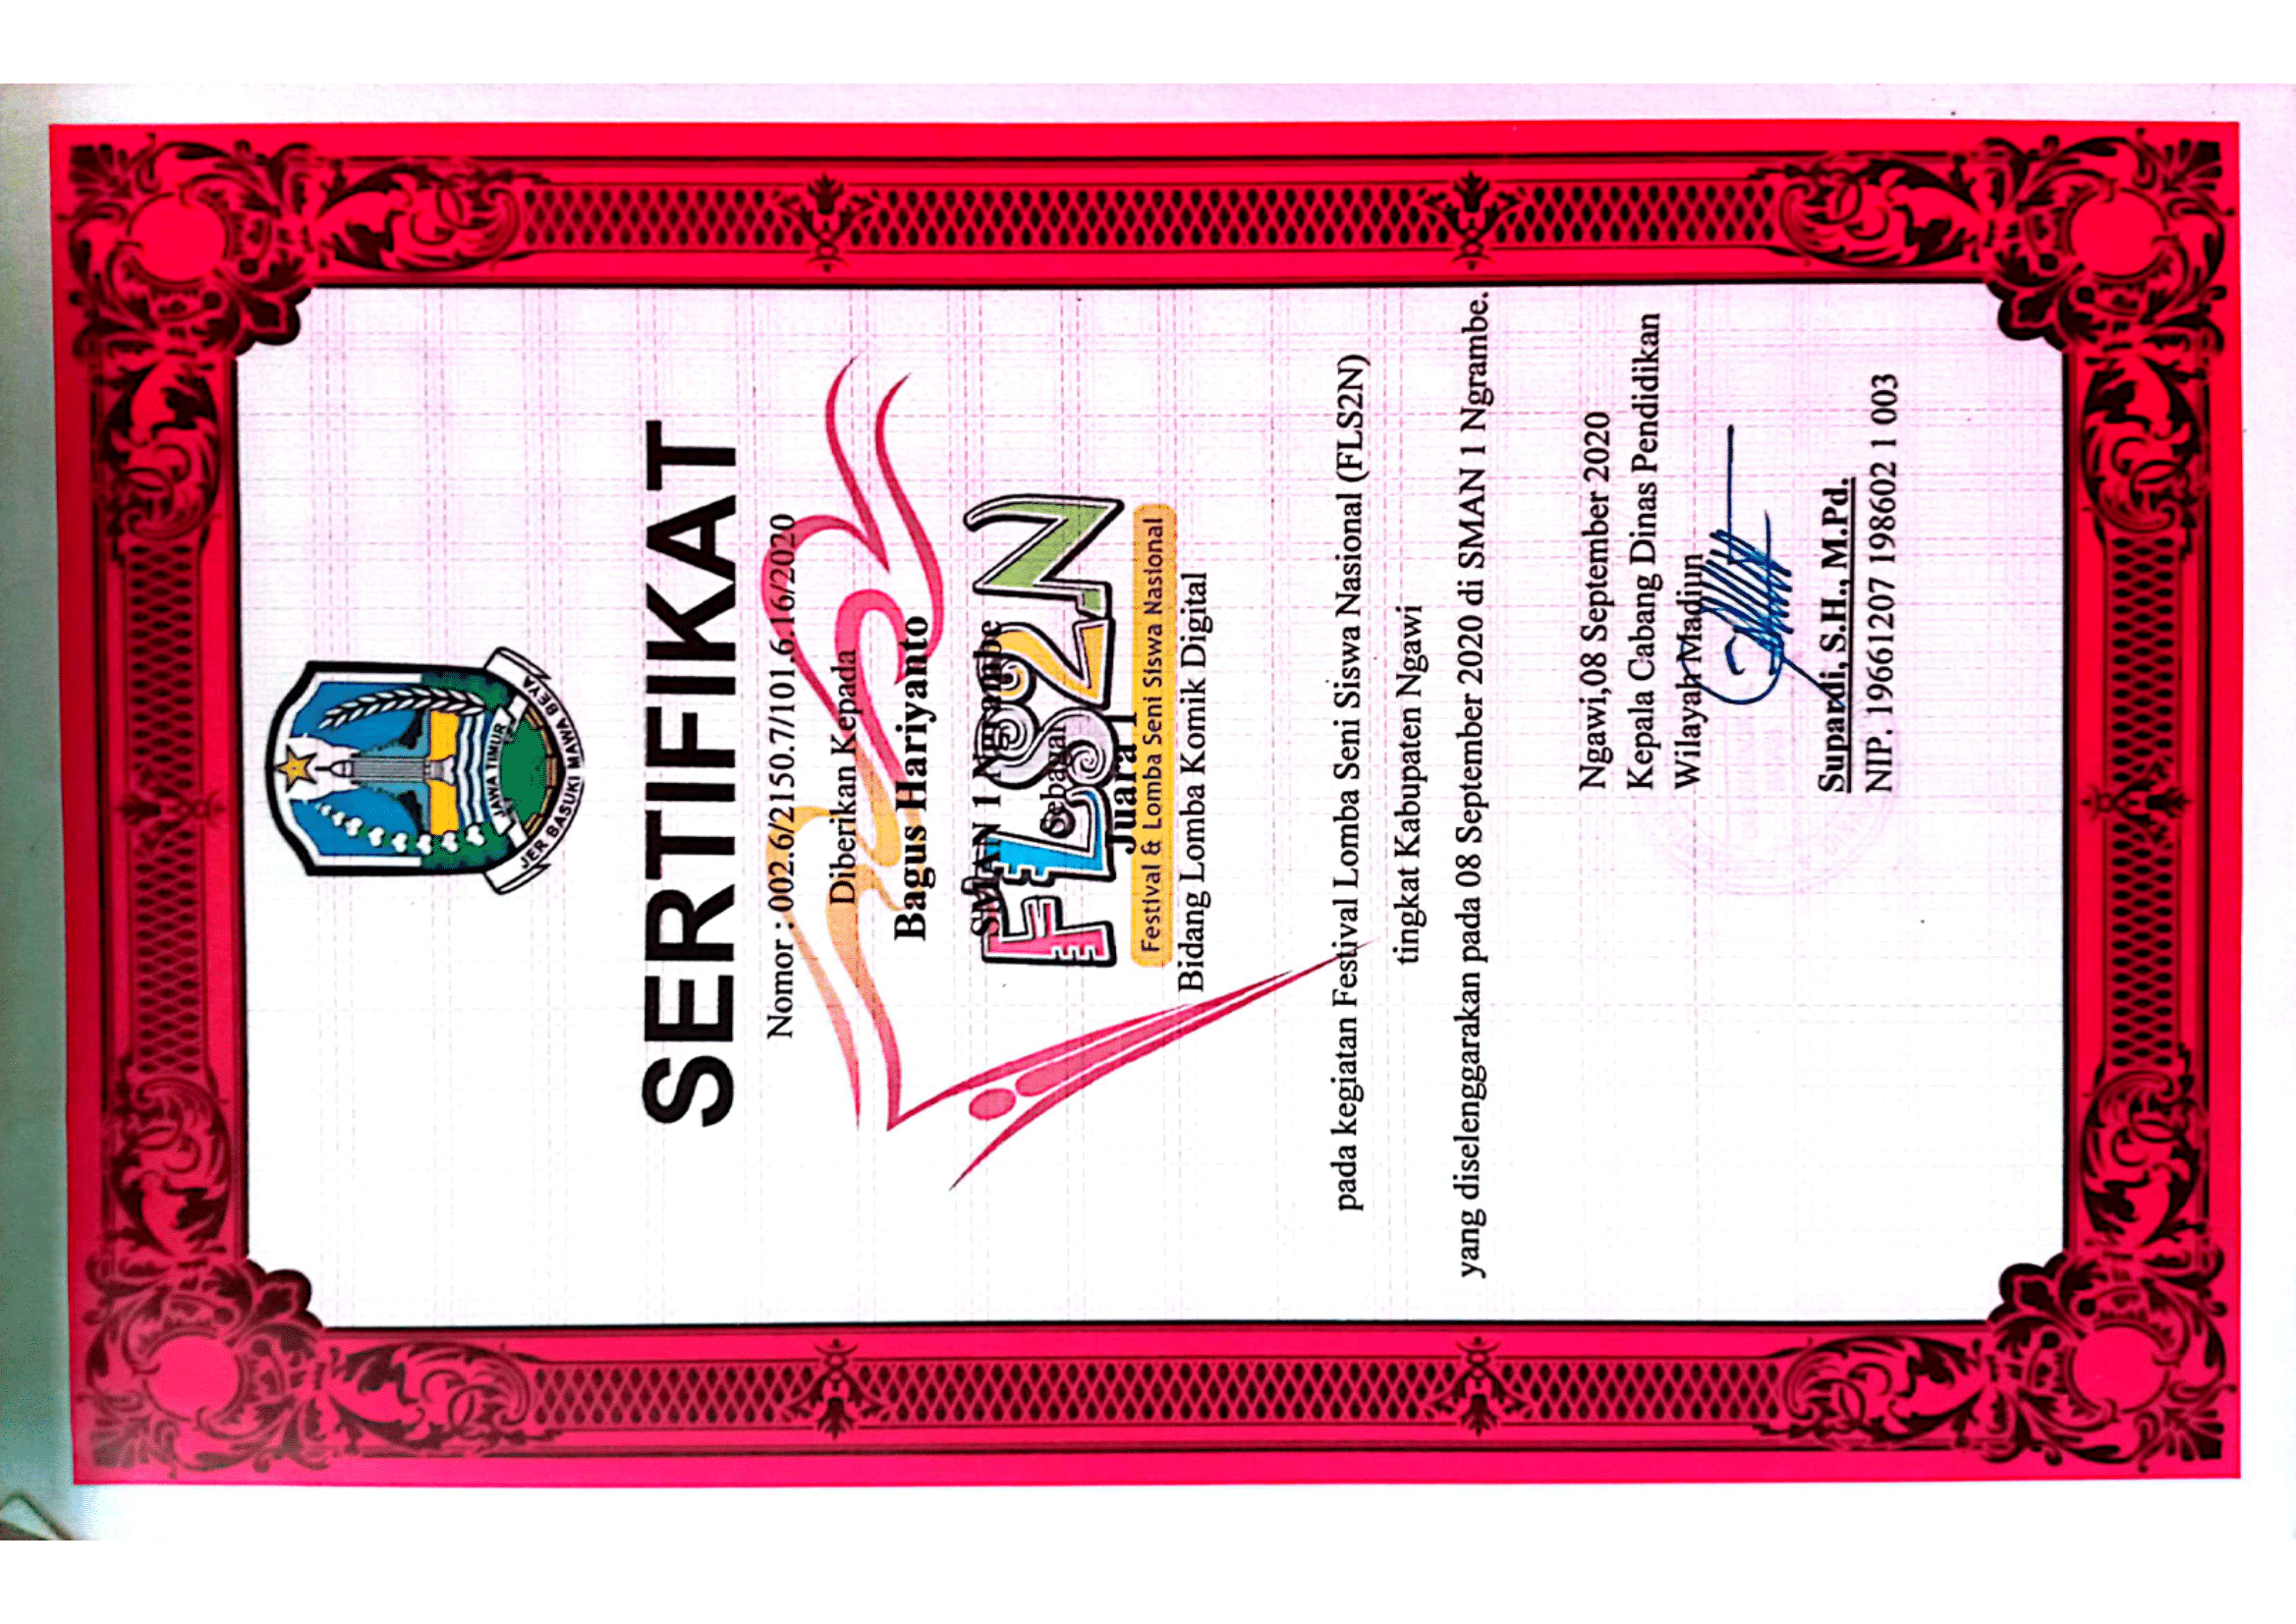 JAWA TIMUR
JER BASUKI MAWA BEYA
SERTIFIKAT
Nomor : 002.6/2150.7/101.6.16/2020
Diberikan Kepada
Bagus Hariyanto
SMAN 1 Ngrambe
FLS2N
Sebagai
Juara 1
Festival & Lomba Seni Siswa Nasional
Bidang Lomba Komik Digital
pada kegiatan Festival Lomba Seni Siswa Nasional (FLS2N)
tingkat Kabupaten Ngawi
yang diselenggarakan pada 08 September 2020 di SMAN 1 Ngrambe.
Ngawi,08 September 2020
Kepala Cabang Dinas Pendidikan
Wilayah Madiun
Supardi, S.H., M.Pd.
NIP. 19661207 198602 1 003